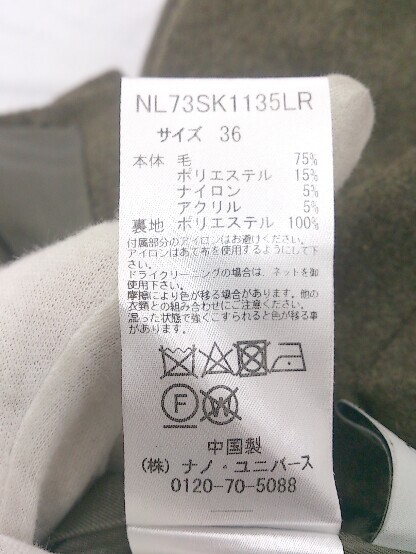 NL73SK1135LR
サイズ 36
本体 毛 75%
ポリエステル 15%
ナイロン 5%
アクリル 5%
裏地 ポリエステル 100%
付属部分のアイロンはお避けください。
アイロンはあて布を使用するようにして下さい。
ドライクリーニングの場合は、ネットを御使用下さい。
摩擦により色が移る場合があります。他の衣類との組み合わせにご注意ください。
湿った状態で強くこすられると色が移る事があります。
F W
中国製
(株) ナノ・ユニバース
0120-70-5088